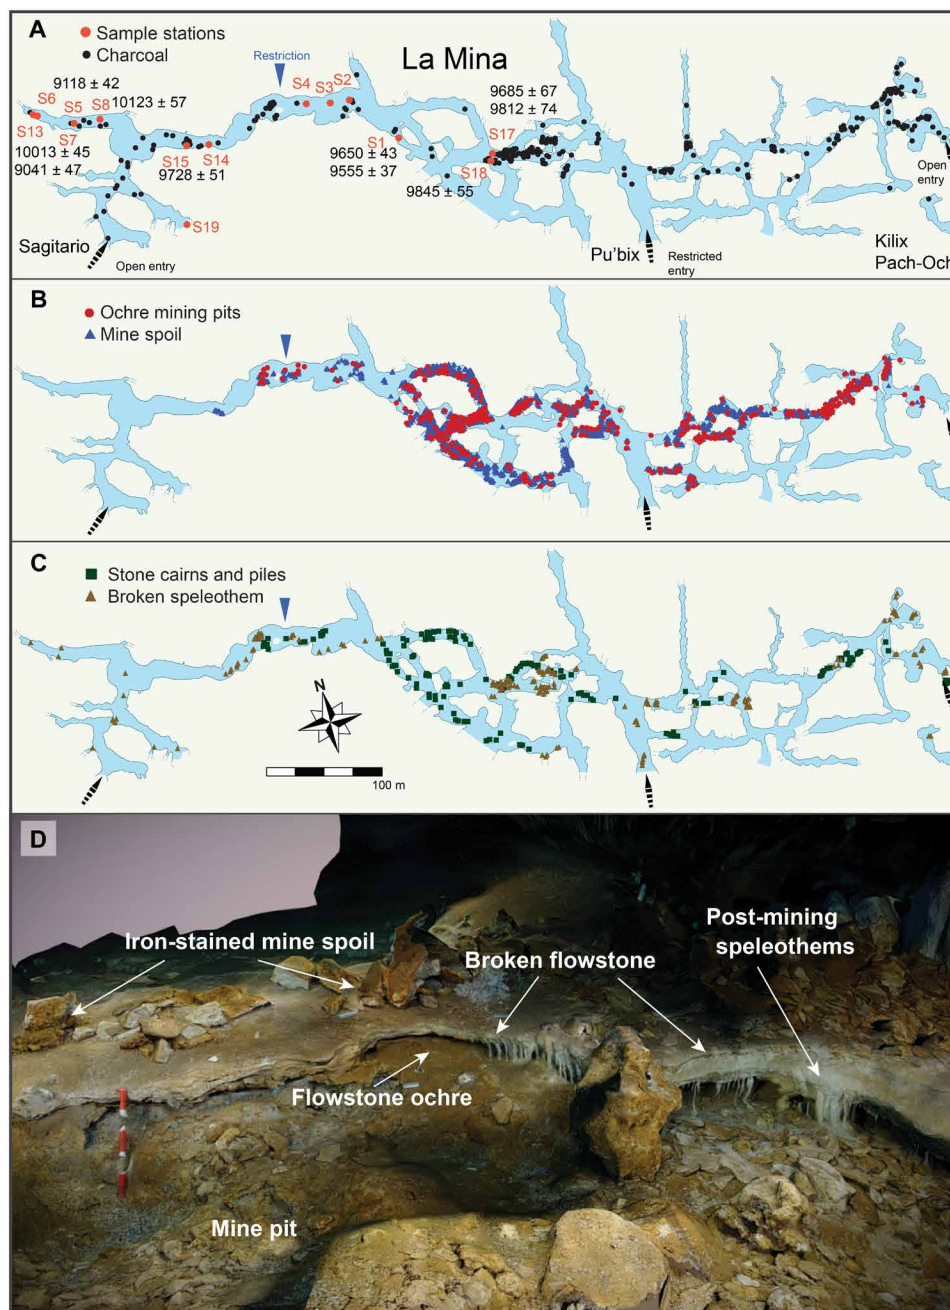 A
Sample stations
Charcoal
La Mina
Restriction
S4
S3
S2
9118 ± 42
S6
S5
S8
10123 ± 57
S13
S7
10013 ± 45
9041 ± 47
S15
S14
9728 ± 51
S1
9650 ± 43
9555 ± 37
9685 ± 67
9812 ± 74
S17
S18
9845 ± 55
S19
Sagitario
Open entry
Pu'bix
Restricted
entry
Open
entry
Kilix
B
Ochre mining pits
Mine spoil
C
Stone cairns and piles
Broken speleothem
N
100 m
D
Iron-stained mine spoil
Broken flowstone
Post-mining
speleothems
Flowstone ochre
Mine pit